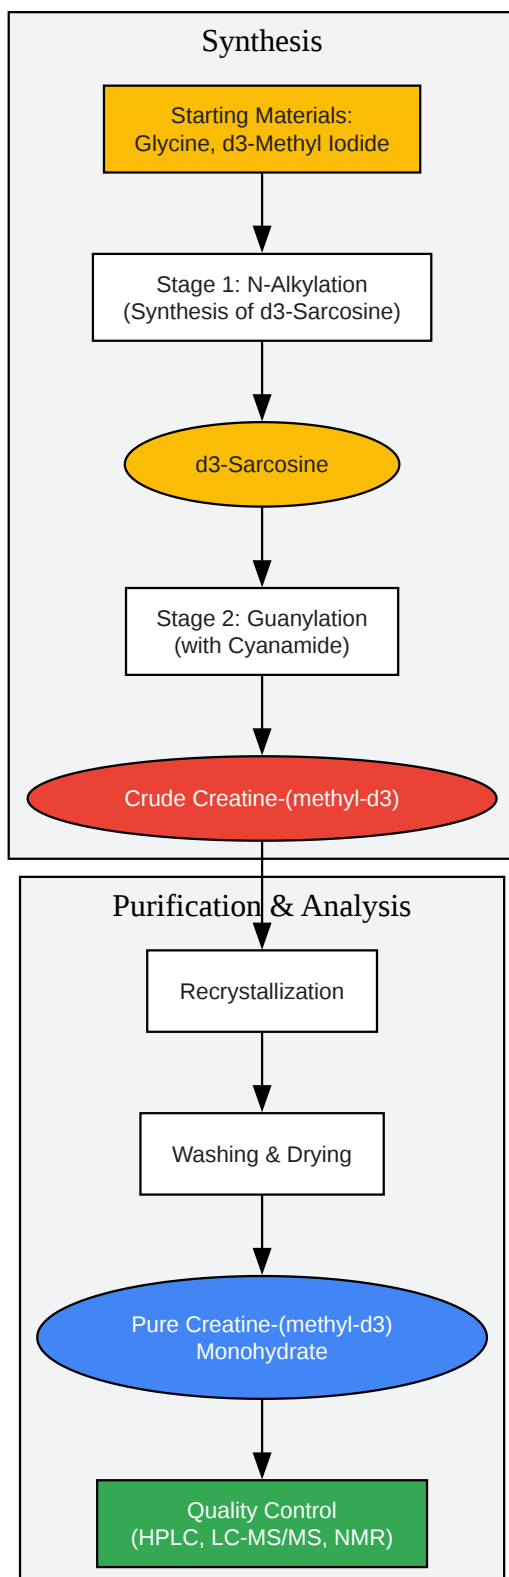 Synthesis
Starting Materials:
Glycine, d3-Methyl Iodide
Stage 1: N-Alkylation
(Synthesis of d3-Sarcosine)
d3-Sarcosine
Stage 2: Guanylation
(with Cyanamide)
Crude Creatine-(methyl-d3)
Purification & Analysis
Recrystallization
Washing & Drying
Pure Creatine-(methyl-d3)
Monohydrate
Quality Control
(HPLC, LC-MS/MS, NMR)